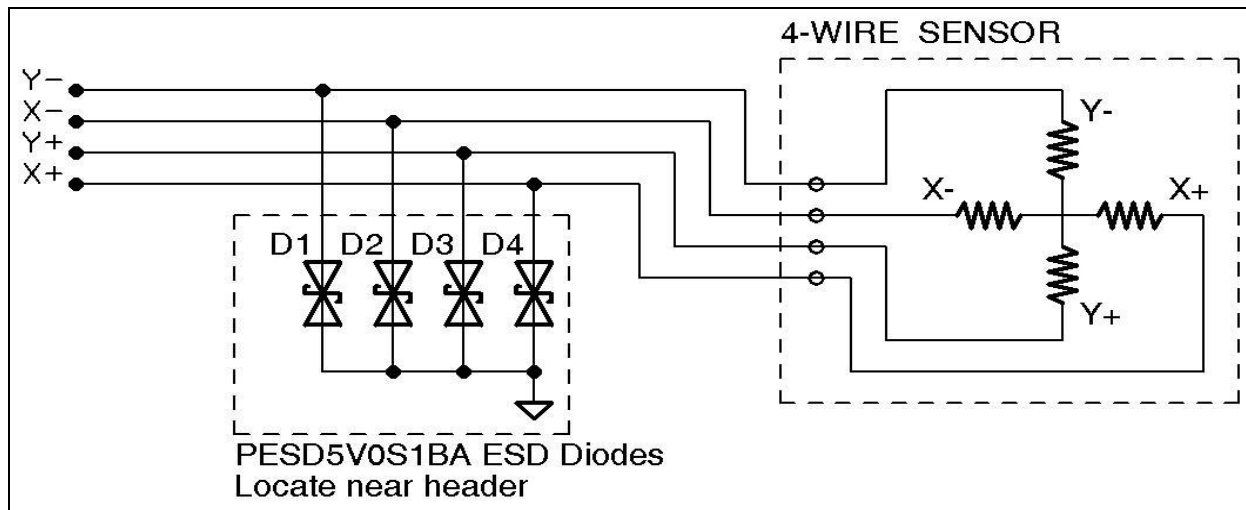 4-WIRE SENSOR
Y-
X-
Y+
X+
Y-
X-
X+
Y+
D1 D2 D3 D4
PESD5V0S1BA ESD Diodes
Locate near header